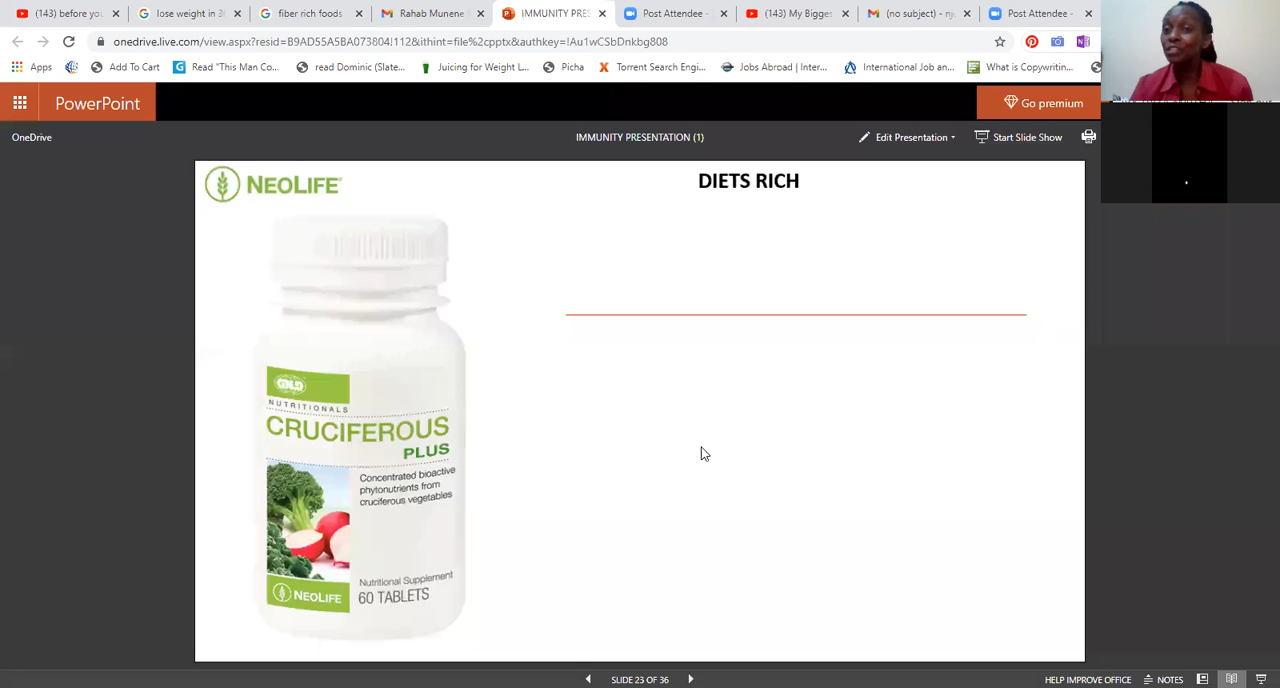 (143) before you
lose weight in 30
fiber rich foods
Rahab Munene
IMMUNITY PRES
Post Attendee -
(143) My Bigges
(no subject) - nj
Post Attendee -
onedrive.live.com/view.aspx?resid=B9AD55A5BA073804!112&ithint=file%2cpptx&authkey=!Au1wCSbDnkbg808
Apps
Add To Cart
Read "This Man Co...
read Dominic (Slate...
Juicing for Weight L...
Picha
Torrent Search Engi...
Jobs Abroad | Inter...
International Job an...
What is Copywritin...
PowerPoint
Go premium
OneDrive
IMMUNITY PRESENTATION (1)
Edit Presentation
Start Slide Show
NEOLIFE
DIETS RICH
GNLD
NUTRITIONALS
CRUCIFEROUS
PLUS
Concentrated bioactive
phytonutrients from
cruciferous vegetables
Nutritional Supplement
60 TABLETS
NEOLIFE
SLIDE 23 OF 36
HELP IMPROVE OFFICE
NOTES